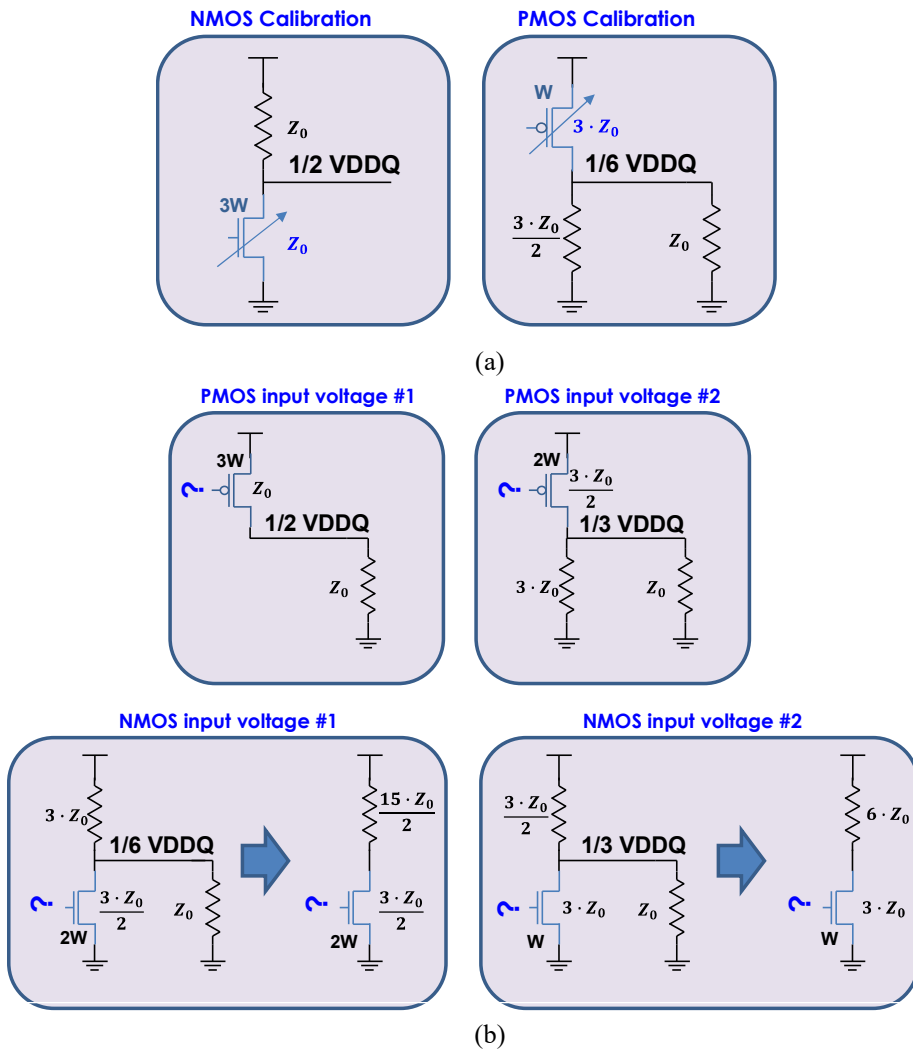 NMOS Calibration
PMOS Calibration
Z₀
1/2 VDDQ
3W
Z₀
W
3 · Z₀
1/6 VDDQ
3 · Z₀
2
Z₀
(a)
PMOS input voltage #1
PMOS input voltage #2
3W
?
Z₀
1/2 VDDQ
Z₀
2W
?
3 · Z₀
2
1/3 VDDQ
3 · Z₀
Z₀
NMOS input voltage #1
NMOS input voltage #2
3 · Z₀
1/6 VDDQ
?
3 · Z₀
2
2W
Z₀
15 · Z₀
2
?
3 · Z₀
2
2W
3 · Z₀
2
1/3 VDDQ
?
3 · Z₀
W
Z₀
6 · Z₀
?
3 · Z₀
W
(b)